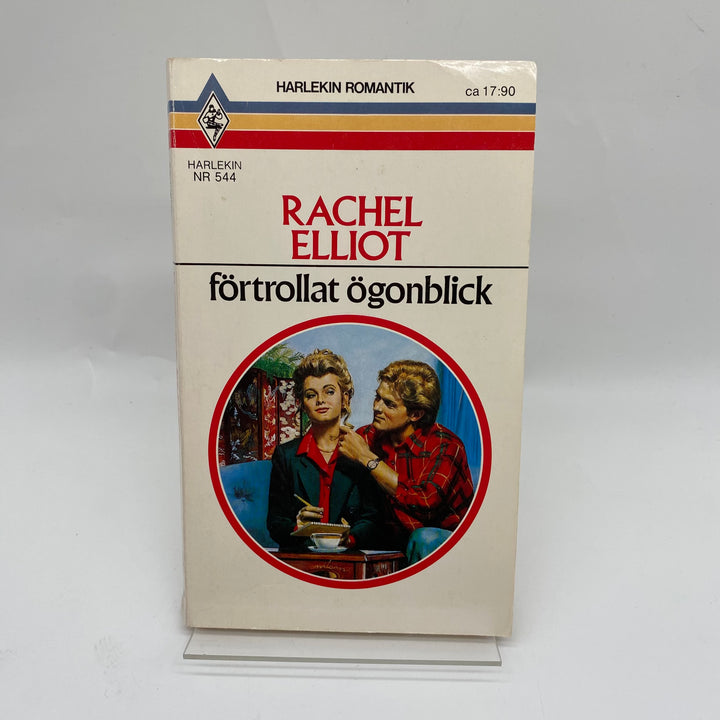 HARLEKIN ROMANTIK
ca 17:90
HARLEKIN
NR 544
RACHEL
ELLIOT
förtrollat ögonblick